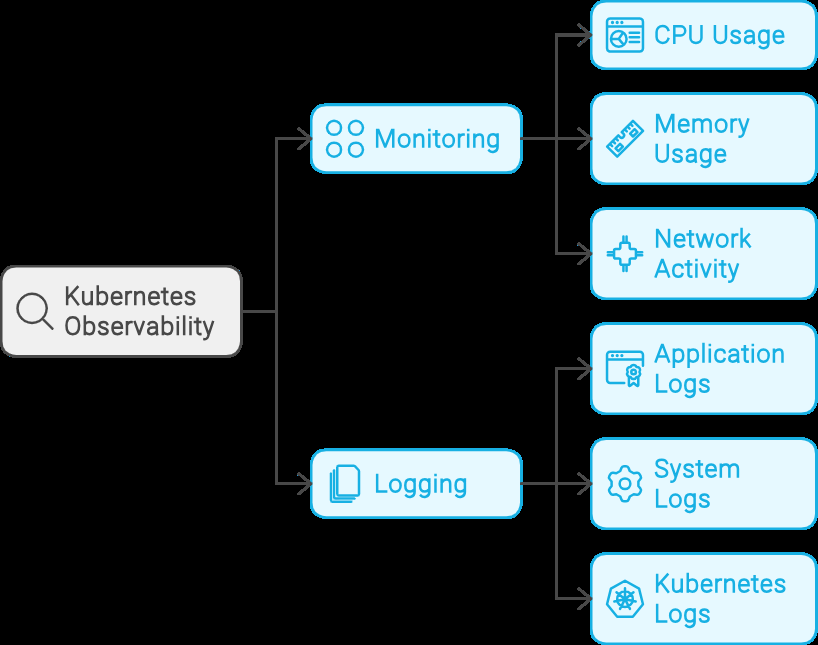 Kubernetes
Observability
Monitoring
CPU Usage
Memory
Usage
Network
Activity
Logging
Application
Logs
System
Logs
Kubernetes
Logs